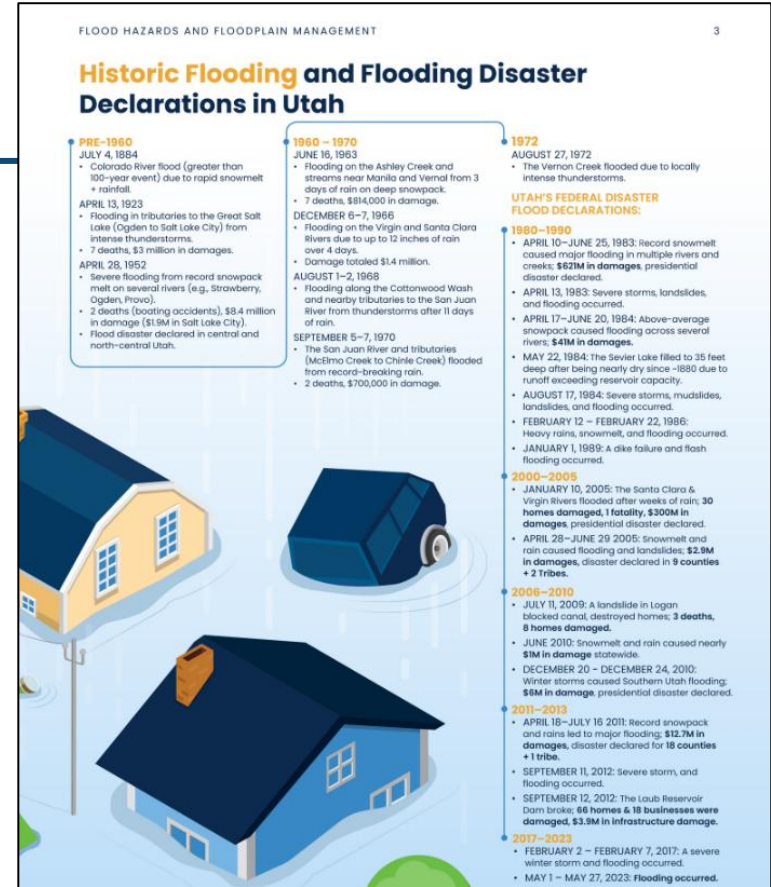 FLOOD HAZARDS AND FLOODPLAIN MANAGEMENT
3
Historic Flooding and Flooding Disaster
Declarations in Utah
PRE-1960
JULY 4, 1884
• Colorado River flood (greater than
100-year event) due to rapid snowmelt
+ rainfall.
APRIL 13, 1923
• Flooding in tributaries to the Great Salt
Lake (Ogden to Salt Lake City) from
intense thunderstorms.
• 7 deaths, $3 million in damages.
APRIL 28, 1952
• Severe flooding from record snowpack
melt on several rivers (e.g., Strawberry,
Ogden, Provo).
• 2 deaths (boating accidents), $8.4 million
in damage ($1.9M in Salt Lake City).
• Flood disaster declared in central and
north-central Utah.
1960 – 1970
JUNE 16, 1963
• Flooding on the Ashley Creek and
streams near Manila and Vernal from 3
days of rain on deep snowpack.
• 7 deaths, $814,000 in damage.
DECEMBER 6–7, 1966
• Flooding on the Virgin and Santa Clara
Rivers due to up to 12 inches of rain
over 4 days.
• Damage totaled $1.4 million.
AUGUST 1–2, 1968
• Flooding along the Cottonwood Wash
and nearby tributaries to the San Juan
River from thunderstorms after 11 days
of rain.
SEPTEMBER 5–7, 1970
• The San Juan River and tributaries
(McElmo Creek to Chinle Creek) flooded
from record-breaking rain.
• 2 deaths, $700,000 in damage.
1972
AUGUST 27, 1972
• The Vernon Creek flooded due to locally
intense thunderstorms.
UTAH'S FEDERAL DISASTER
FLOOD DECLARATIONS:
1980–1990
• APRIL 10–JUNE 25, 1983: Record snowmelt
caused major flooding in multiple rivers and
creeks; $621M in damages, presidential
disaster declared.
• APRIL 13, 1983: Severe storms, landslides,
and flooding occurred.
• APRIL 17–JUNE 20, 1984: Above-average
snowpack caused flooding across several
rivers; $41M in damages.
• MAY 22, 1984: The Sevier Lake filled to 35 feet
deep after being nearly dry since ~1880 due to
runoff exceeding reservoir capacity.
• AUGUST 17, 1984: Severe storms, mudslides,
landslides, and flooding occurred.
• FEBRUARY 12 – FEBRUARY 22, 1986:
Heavy rains, snowmelt, and flooding occurred.
• JANUARY 1, 1989: A dike failure and flash
flooding occurred.
2000–2005
• JANUARY 10, 2005: The Santa Clara &
Virgin Rivers flooded after weeks of rain; 30
homes damaged, 1 fatality, $300M in
damages, presidential disaster declared.
• APRIL 28–JUNE 29 2005: Snowmelt and
rain caused flooding and landslides; $2.9M
in damages, disaster declared in 9 counties
+ 2 Tribes.
2006–2010
• JULY 11, 2009: A landslide in Logan
blocked canal, destroyed homes; 3 deaths,
8 homes damaged.
• JUNE 2010: Snowmelt and rain caused nearly
$1M in damage statewide.
• DECEMBER 20 - DECEMBER 24, 2010:
Winter storms caused Southern Utah flooding;
$6M in damage, presidential disaster declared.
2011–2013
• APRIL 18–JULY 16 2011: Record snowpack
and rains led to major flooding; $12.7M in
damages, disaster declared for 18 counties
+ 1 tribe.
• SEPTEMBER 11, 2012: Severe storm, and
flooding occurred.
• SEPTEMBER 12, 2012: The Laub Reservoir
Dam broke; 66 homes & 18 businesses were
damaged, $3.9M in infrastructure damage.
2017–2023
• FEBRUARY 2 – FEBRUARY 7, 2017: A severe
winter storm and flooding occurred.
• MAY 1 – MAY 27, 2023: Flooding occurred.